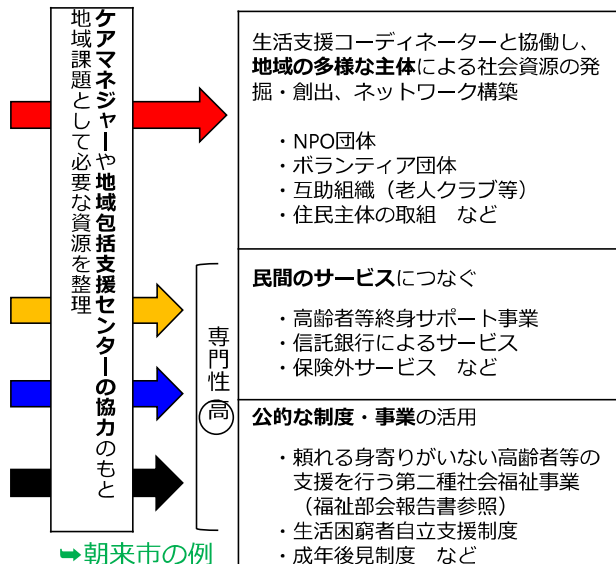 ケアマネジャーや地域包括支援センターの協力のもと
地域課題として必要な資源を整理
➡朝来市の例
専門性高
生活支援コーディネーターと協働し、
地域の多様な主体による社会資源の発
掘・創出、ネットワーク構築
・NPO団体
・ボランティア団体
・互助組織（老人クラブ等）
・住民主体の取組　など
民間のサービスにつなぐ
・高齢者等終身サポート事業
・信託銀行によるサービス
・保険外サービス　など
公的な制度・事業の活用
・頼れる身寄りがいない高齢者等の
支援を行う第二種社会福祉事業
（福祉部会報告書参照）
・生活困窮者自立支援制度
・成年後見制度　など